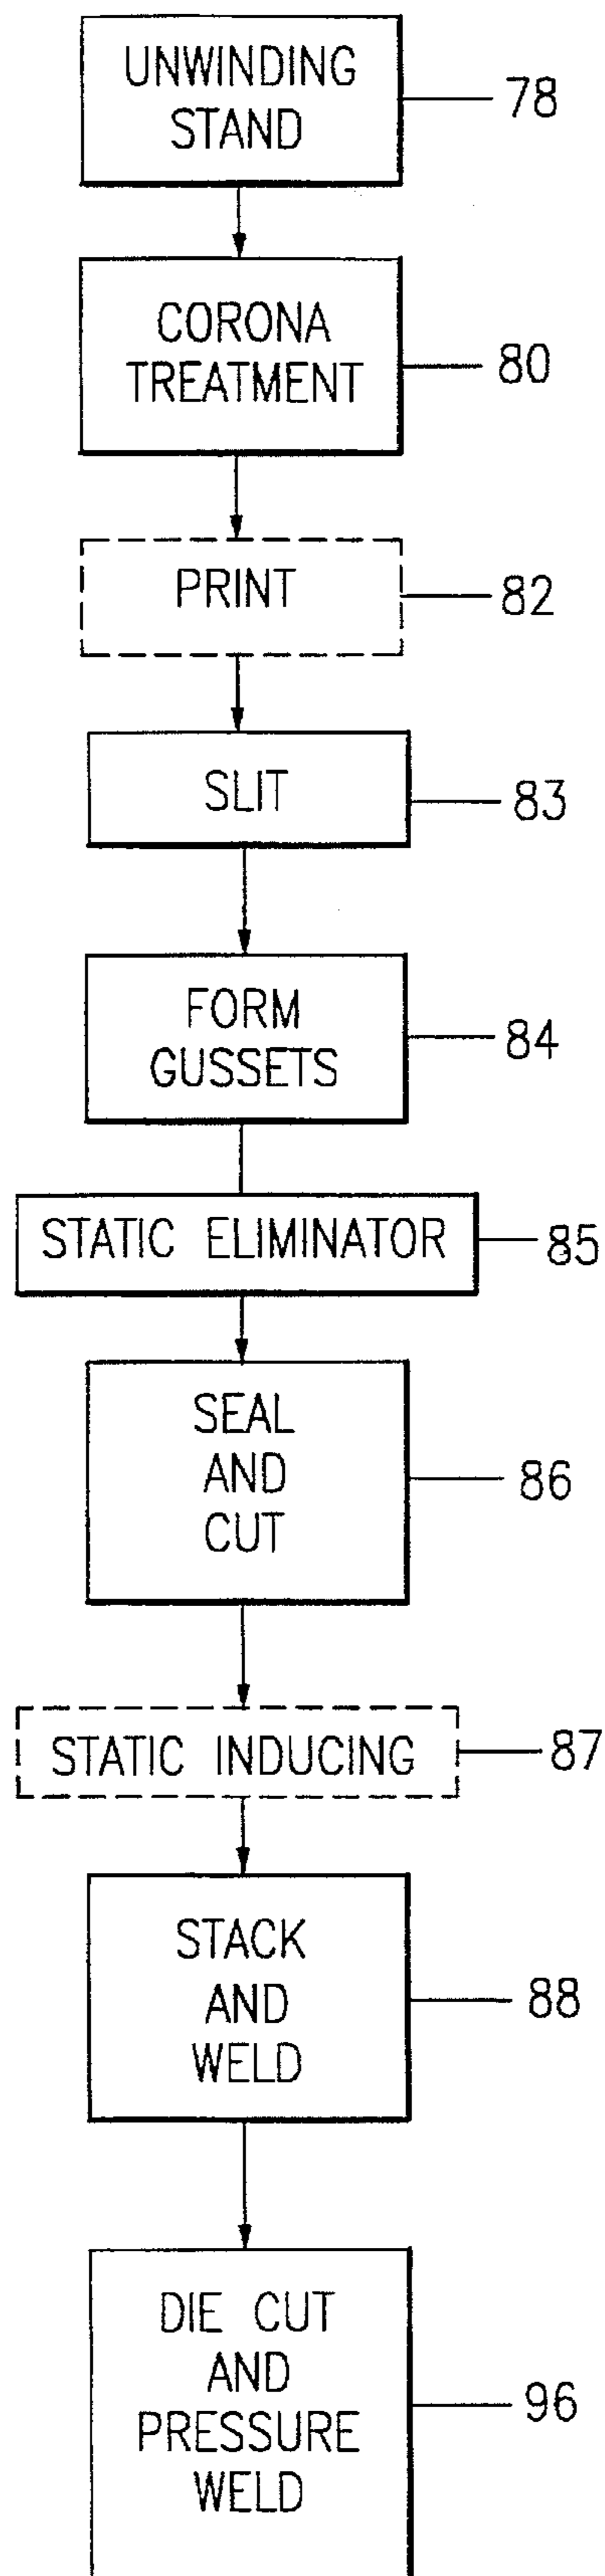 UNWINDING
STAND
78
CORONA
TREATMENT
80
PRINT
82
SLIT
83
FORM
GUSSETS
84
STATIC ELIMINATOR
85
SEAL
AND
CUT
86
STATIC INDUCING
87
STACK
AND
WELD
88
DIE CUT
AND
PRESSURE
WELD
96